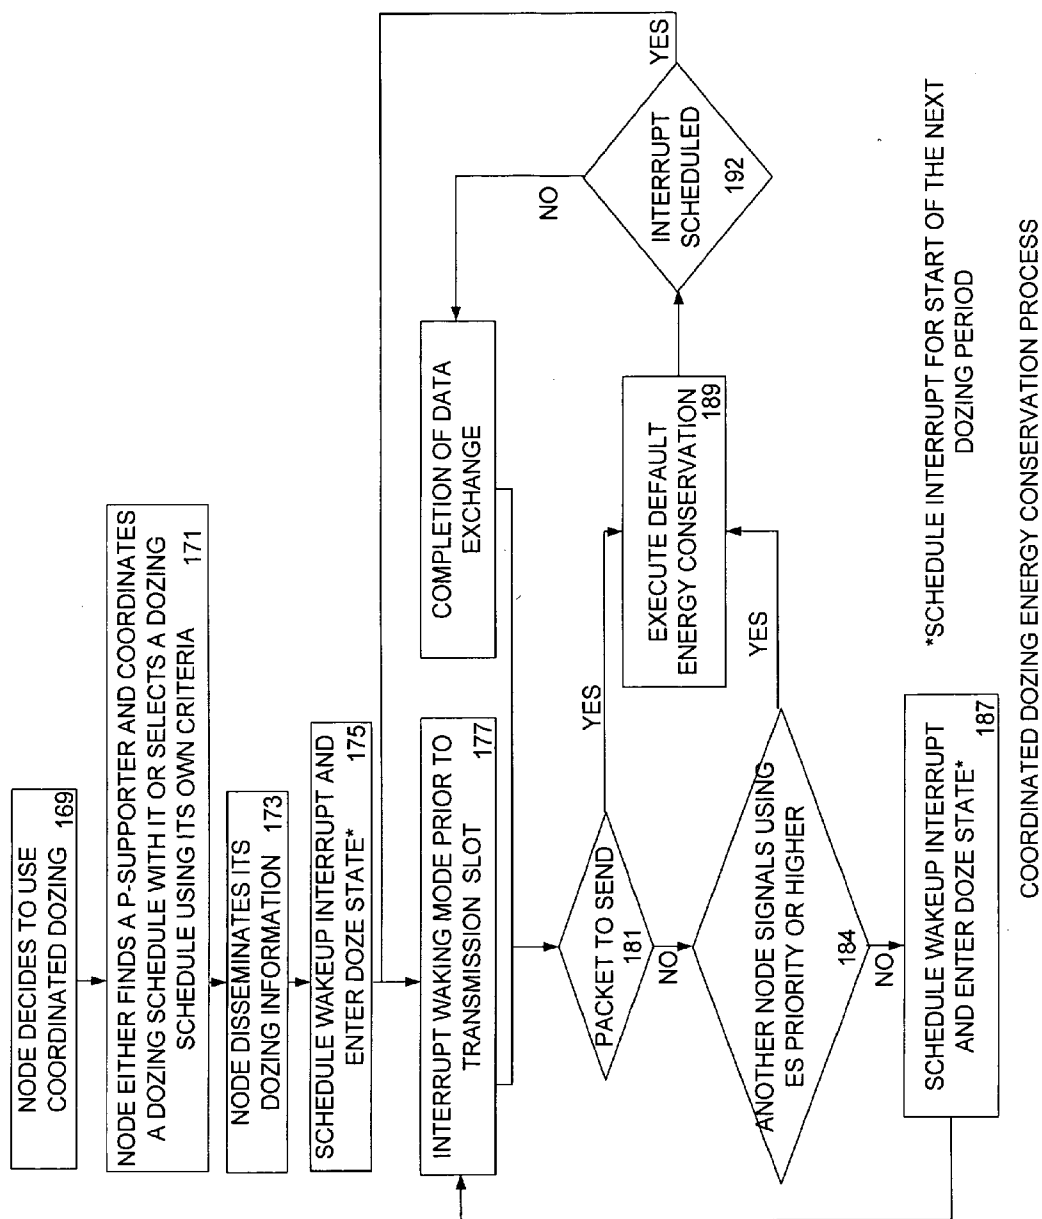 NODE DECIDES TO USE
COORDINATED DOZING 169
NODE EITHER FINDS A P-SUPPORTER AND COORDINATES
A DOZING SCHEDULE WITH IT OR SELECTS A DOZING
SCHEDULE USING ITS OWN CRITERIA 171
NODE DISSEMINATES ITS
DOZING INFORMATION 173
SCHEDULE WAKEUP INTERRUPT AND
ENTER DOZE STATE* 175
INTERRUPT WAKING MODE PRIOR TO
TRANSMISSION SLOT 177
COMPLETION OF DATA
EXCHANGE
PACKET TO SEND
181
YES
NO
ANOTHER NODE SIGNALS USING
ES PRIORITY OR HIGHER
184
YES
NO
EXECUTE DEFAULT
ENERGY CONSERVATION
189
INTERRUPT
SCHEDULED
192
NO
YES
SCHEDULE WAKEUP INTERRUPT
AND ENTER DOZE STATE* 187
*SCHEDULE INTERRUPT FOR START OF THE NEXT
DOZING PERIOD
COORDINATED DOZING ENERGY CONSERVATION PROCESS